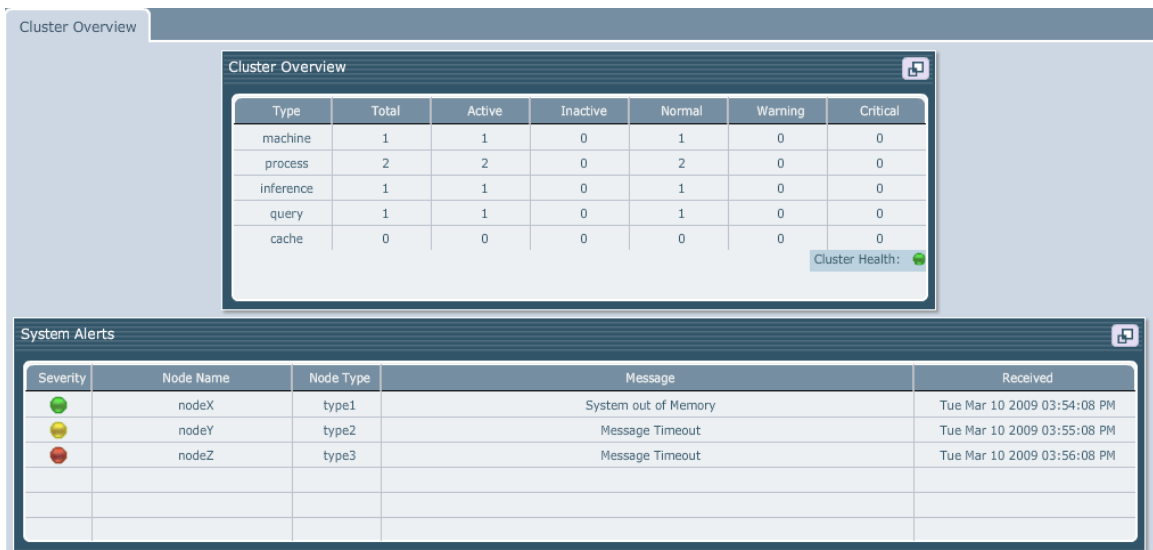 Cluster Overview
Cluster Overview
Type Total Active Inactive Normal Warning Critical
machine 1 1 0 1 0 0
process 2 2 0 2 0 0
inference 1 1 0 1 0 0
query 1 1 0 1 0 0
cache 0 0 0 0 0 0
Cluster Health:
System Alerts
Severity Node Name Node Type Message Received
nodeX type1 System out of Memory Tue Mar 10 2009 03:54:08 PM
nodeY type2 Message Timeout Tue Mar 10 2009 03:55:08 PM
nodeZ type3 Message Timeout Tue Mar 10 2009 03:56:08 PM